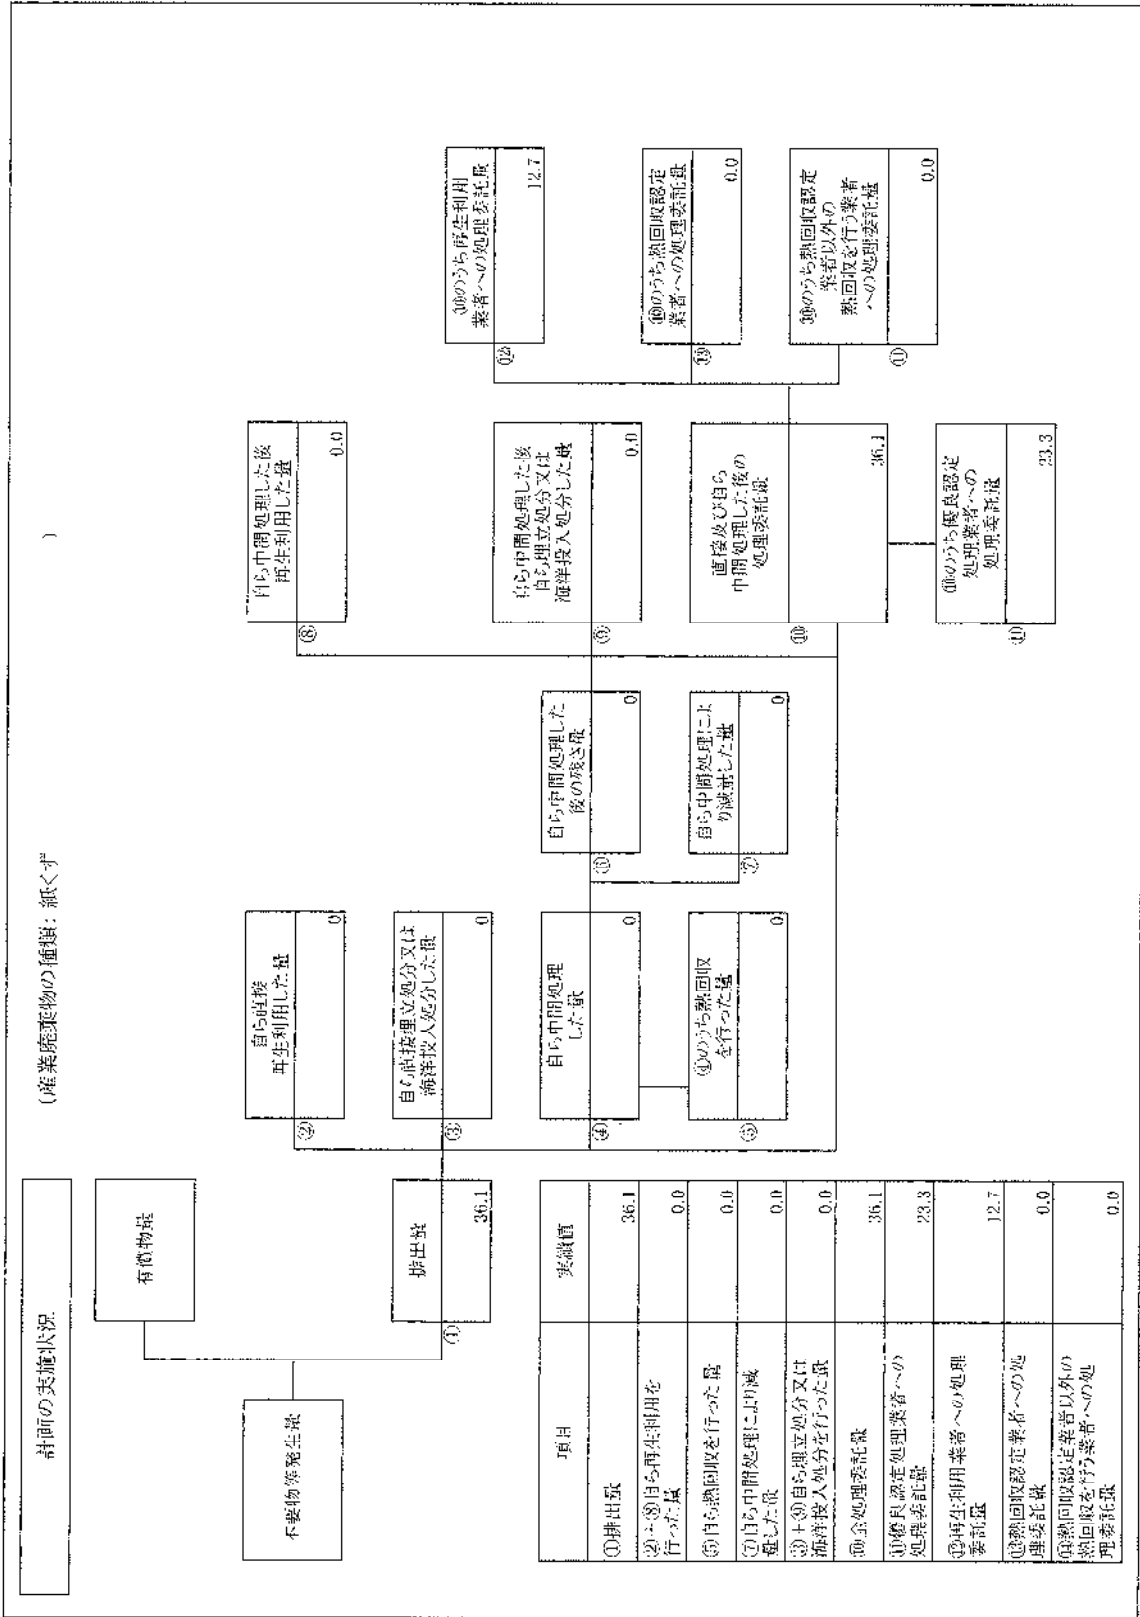 計画の実施状況
(産業廃棄物の種類: 紙くず
)
不要物等発生量
有償物量
①
排出量
36.1
②
自ら直接
再生利用した量
0
③
自ら直接埋立処分又は
海洋投入処分した量
0
④
自ら中間処理
した量
0
⑤
④のうち熱回収
を行った量
0
⑥
自ら中間処理した
後の残さ量
0
⑦
自ら中間処理によ
り減量した量
0
⑧
自ら中間処理した後
再生利用した量
0.0
⑨
自ら中間処理した後
自ら埋立処分又は
海洋投入処分した量
0.0
⑩
直接及び自ら
中間処理した後の
処理委託量
36.1
⑪
⑩のうち優良認定
処理業者への
処理委託量
23.3
⑫
⑩のうち再生利用
業者への処理委託量
12.7
⑬
⑩のうち熱回収認定
業者への処理委託量
0.0
⑩のうち熱回収認定
業者以外の
熱回収を行う業者
への処理委託量
0.0
項目
実績値
①排出量
36.1
②+⑧自ら再生利用を
行った量
0.0
⑤自ら熱回収を行った量
0.0
⑦自ら中間処理により減
量した量
0.0
③+⑨自ら埋立処分又は
海洋投入処分を行った量
0.0
⑩全処理委託量
36.1
⑪優良認定処理業者への
処理委託量
23.3
⑫再生利用業者への処理
委託量
12.7
⑬熱回収認定業者への処
理委託量
0.0
⑭熱回収認定業者以外の
熱回収を行う業者への処
理委託量
0.0